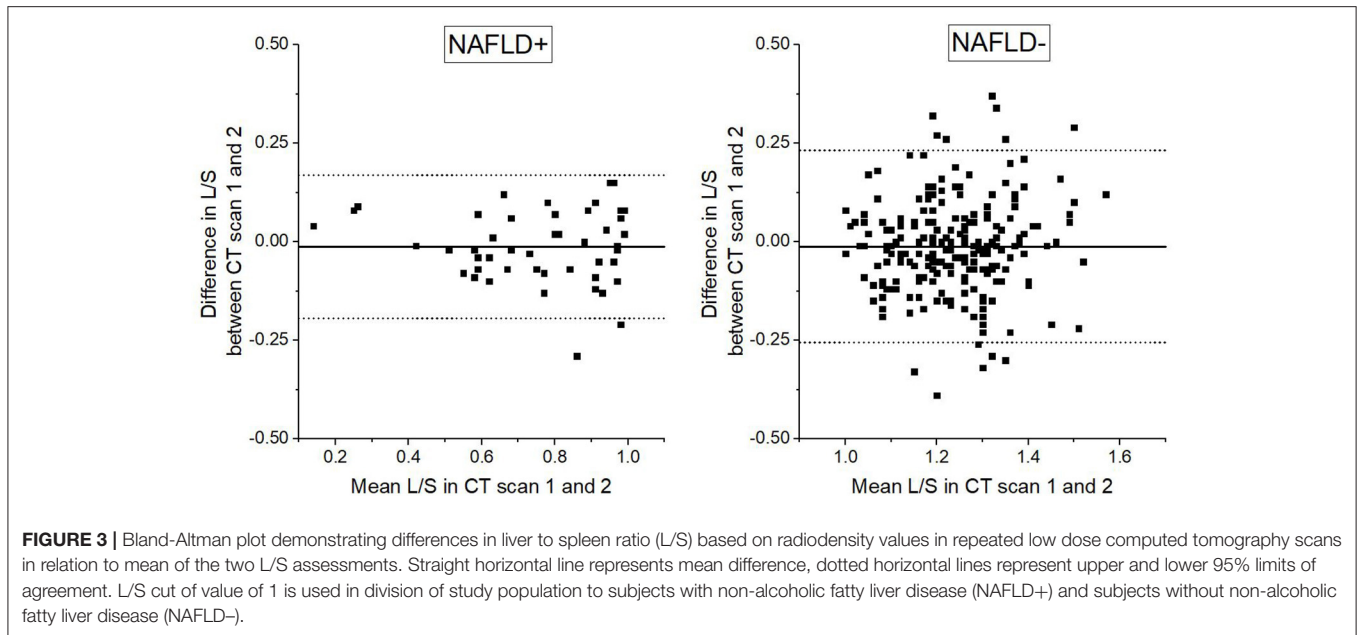 NAFLD+
0.50
0.25
0.00
-0.25
-0.50
Difference in L/S
between CT scan 1 and 2
0.2 0.4 0.6 0.8 1.0
Mean L/S in CT scan 1 and 2
NAFLD-
0.50
0.25
0.00
-0.25
-0.50
Difference in L/S
between CT scan 1 and 2
1.0 1.2 1.4 1.6
Mean L/S in CT scan 1 and 2
FIGURE 3 | Bland-Altman plot demonstrating differences in liver to spleen ratio (L/S) based on radiodensity values in repeated low dose computed tomography scans
in relation to mean of the two L/S assessments. Straight horizontal line represents mean difference, dotted horizontal lines represent upper and lower 95% limits of
agreement. L/S cut of value of 1 is used in division of study population to subjects with non-alcoholic fatty liver disease (NAFLD+) and subjects without non-alcoholic
fatty liver disease (NAFLD–).